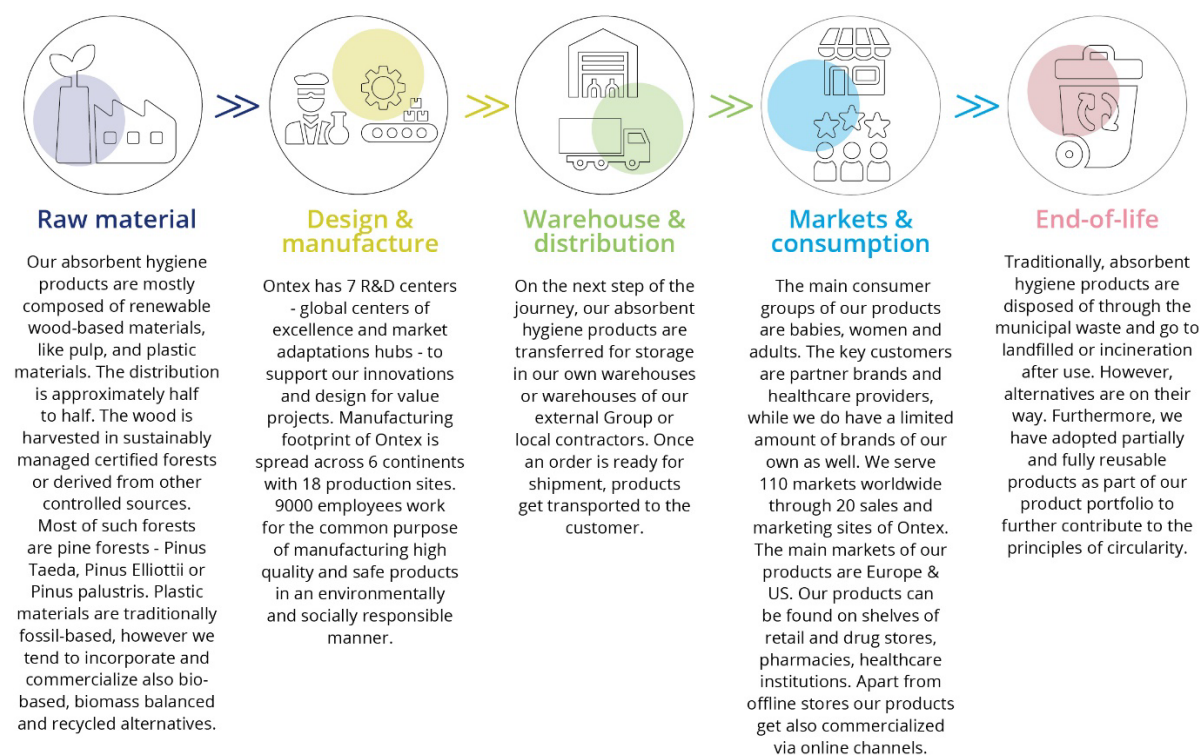 Raw material
Our absorbent hygiene
products are mostly
composed of renewable
wood-based materials,
like pulp, and plastic
materials. The distribution
is approximately half
to half. The wood is
harvested in sustainably
managed certified forests
or derived from other
controlled sources.
Most of such forests
are pine forests - Pinus
Taeda, Pinus Elliottii or
Pinus palustris. Plastic
materials are traditionally
fossil-based, however we
tend to incorporate and
commercialize also bio-
based, biomass balanced
and recycled alternatives.
Design &
manufacture
Ontex has 7 R&D centers
- global centers of
excellence and market
adaptations hubs - to
support our innovations
and design for value
projects. Manufacturing
footprint of Ontex is
spread across 6 continents
with 18 production sites.
9000 employees work
for the common purpose
of manufacturing high
quality and safe products
in an environmentally
and socially responsible
manner.
Warehouse &
distribution
On the next step of the
journey, our absorbent
hygiene products are
transferred for storage
in our own warehouses
or warehouses of our
external Group or
local contractors. Once
an order is ready for
shipment, products
get transported to the
customer.
Markets &
consumption
The main consumer
groups of our products
are babies, women and
adults. The key customers
are partner brands and
healthcare providers,
while we do have a limited
amount of brands of our
own as well. We serve
110 markets worldwide
through 20 sales and
marketing sites of Ontex.
The main markets of our
products are Europe &
US. Our products can
be found on shelves of
retail and drug stores,
pharmacies, healthcare
institutions. Apart from
offline stores our products
get also commercialized
via online channels.
End-of-life
Traditionally, absorbent
hygiene products are
disposed of through the
municipal waste and go to
landfilled or incineration
after use. However,
alternatives are on their
way. Furthermore, we
have adopted partially
and fully reusable
products as part of our
product portfolio to
further contribute to the
principles of circularity.